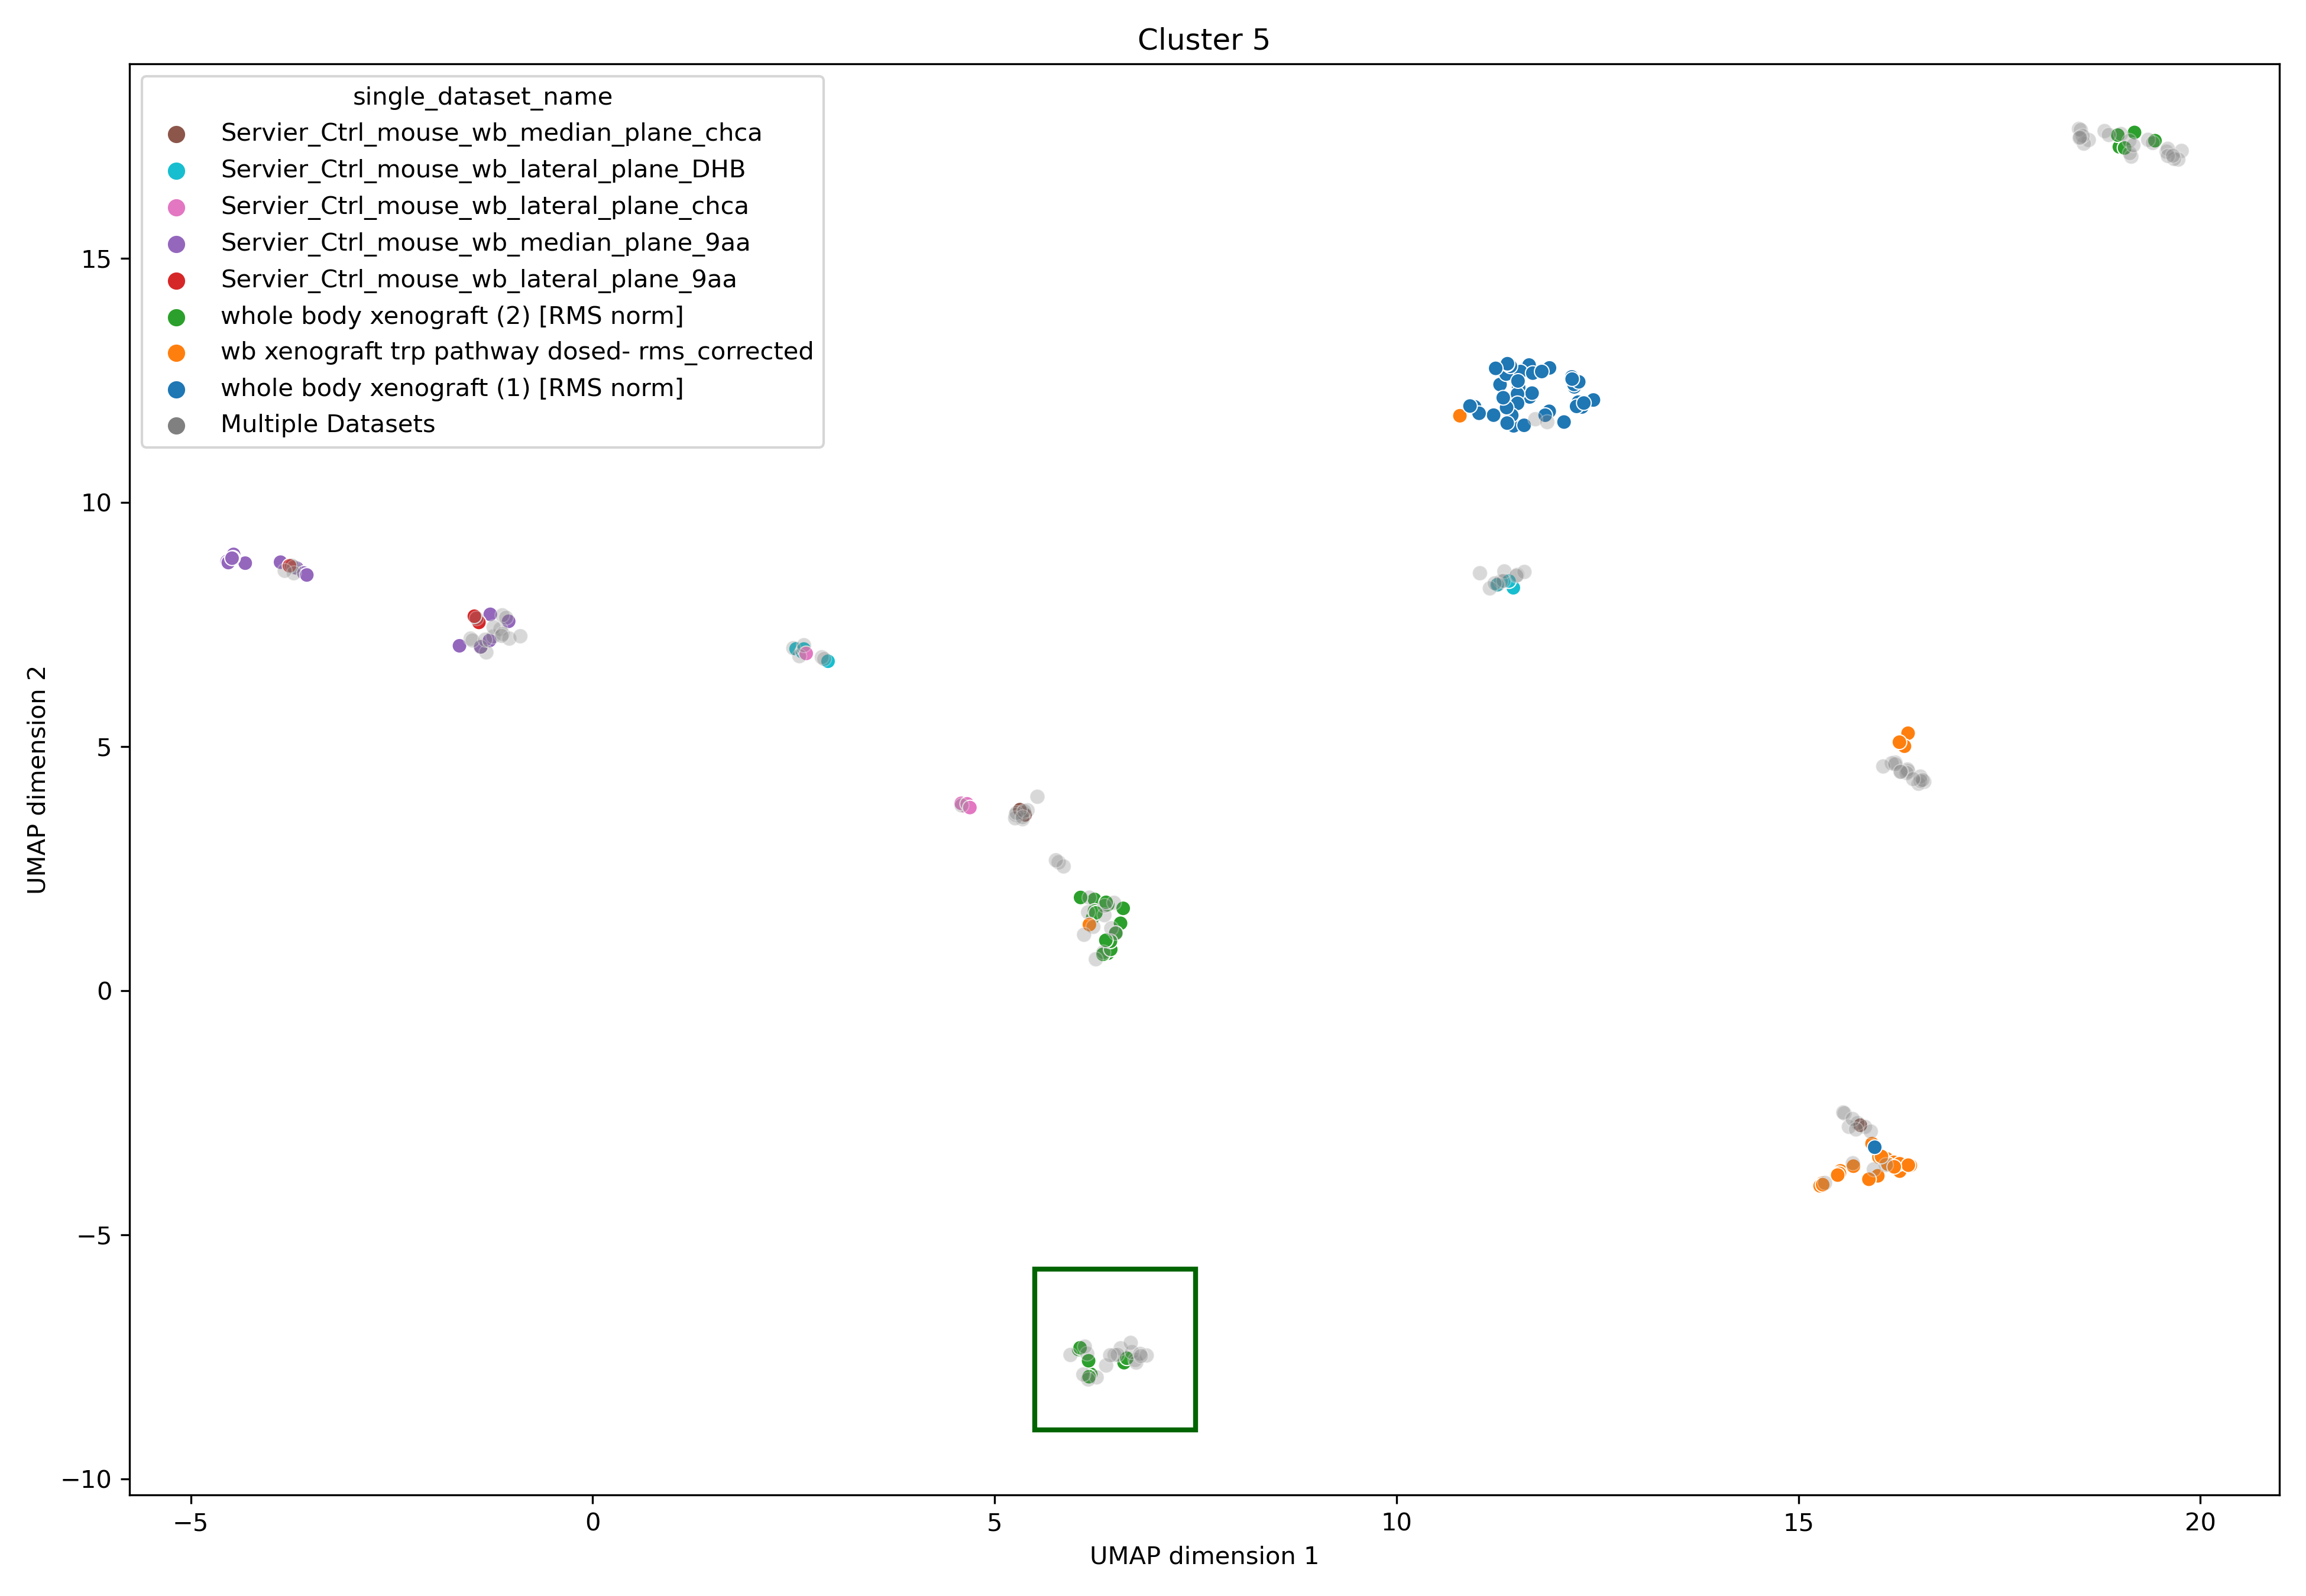 Cluster 5
single_dataset_name
Servier_Ctrl_mouse_wb_median_plane_chca
Servier_Ctrl_mouse_wb_lateral_plane_DHB
Servier_Ctrl_mouse_wb_lateral_plane_chca
Servier_Ctrl_mouse_wb_median_plane_9aa
Servier_Ctrl_mouse_wb_lateral_plane_9aa
whole body xenograft (2) [RMS norm]
wb xenograft trp pathway dosed- rms_corrected
whole body xenograft (1) [RMS norm]
Multiple Datasets
UMAP dimension 2
15
10
5
0
−5
−10
−5 0 5 10 15 20
UMAP dimension 1